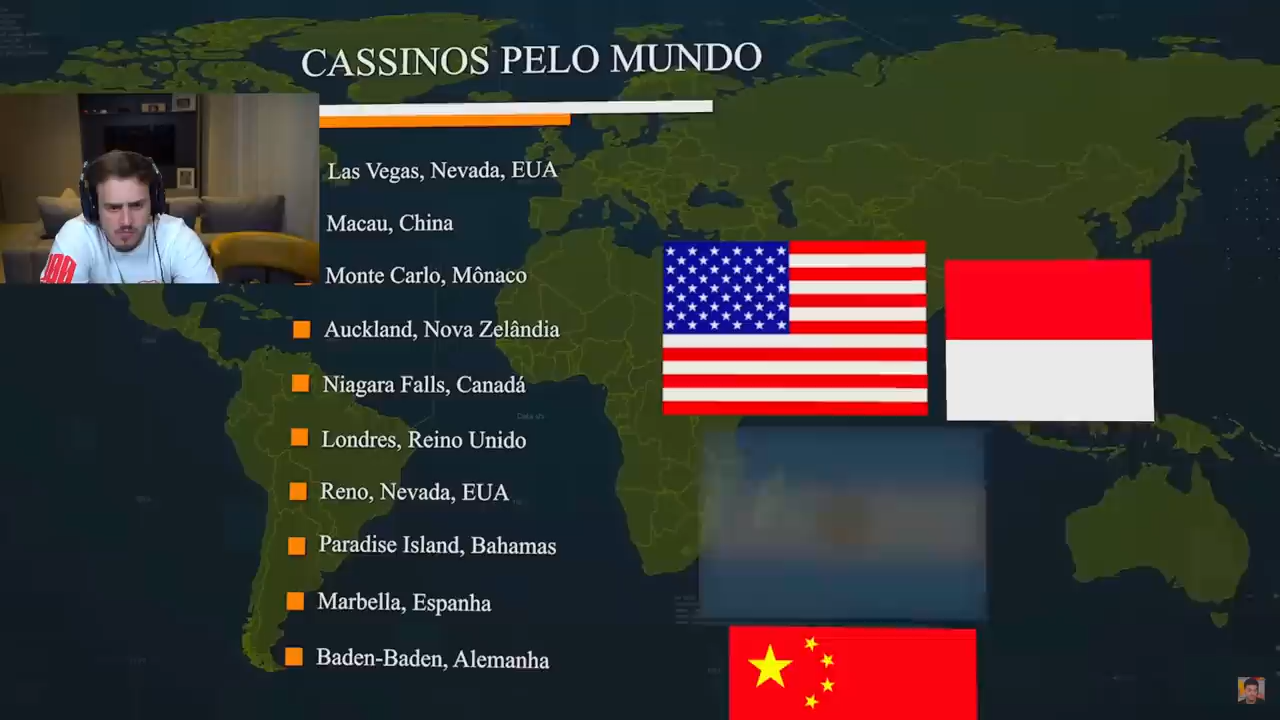 CASSINOS PELO MUNDO
Las Vegas, Nevada, EUA
Macau, China
Monte Carlo, Mônaco
Auckland, Nova Zelândia
Niagara Falls, Canadá
Londres, Reino Unido
Reno, Nevada, EUA
Paradise Island, Bahamas
Marbella, Espanha
Baden-Baden, Alemanha